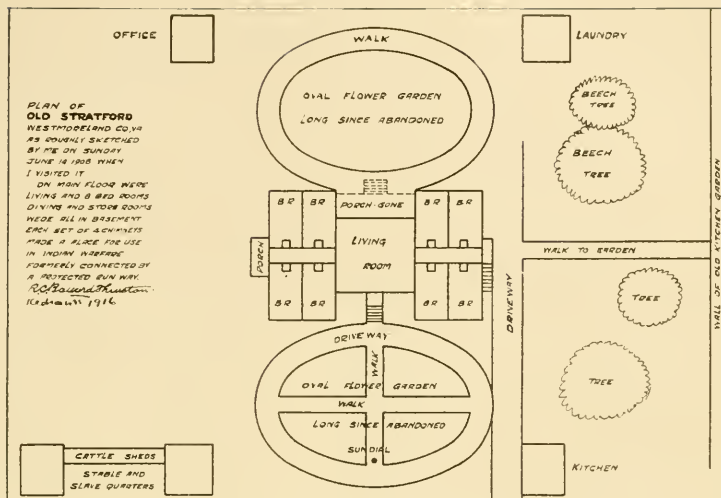 OFFICE
LAUNDRY
WALK
OVAL FLOWER GARDEN
LONG SINCE ABANDONED
BEECH
TREE
BEECH
TREE
PLAN OF
OLD STRATFORD
WESTMORELAND CO, VA
AS ROUGHLY SKETCHED
BY ME ON SUNDAY
JUNE 14 1908 WHEN
I VISITED IT
ON MAIN FLOOR WERE
LIVING AND 8 BED ROOMS
DINING AND STORE ROOMS
WERE ALL IN BASEMENT
EACH SET OF 4 CHIMNEYS
MADE A PLACE FOR USE
IN INDIAN WARFARE
FORMERLY CONNECTED BY
A PROTECTED RUN WAY.
R.C. Ballard Thruston
Redrawn 1916
BR BR
PORCH-GONE
BR BR
PORCH
LIVING
ROOM
BR BR
BR BR
WALK TO GARDEN
WALL OF OLD KITCHEN GARDEN
DRIVEWAY
TREE
TREE
DRIVEWAY
WALK
OVAL FLOWER GARDEN
WALK
LONG SINCE ABANDONED
SUNDIAL
CATTLE SHEDS
STABLE AND
SLAVE QUARTERS
KITCHEN